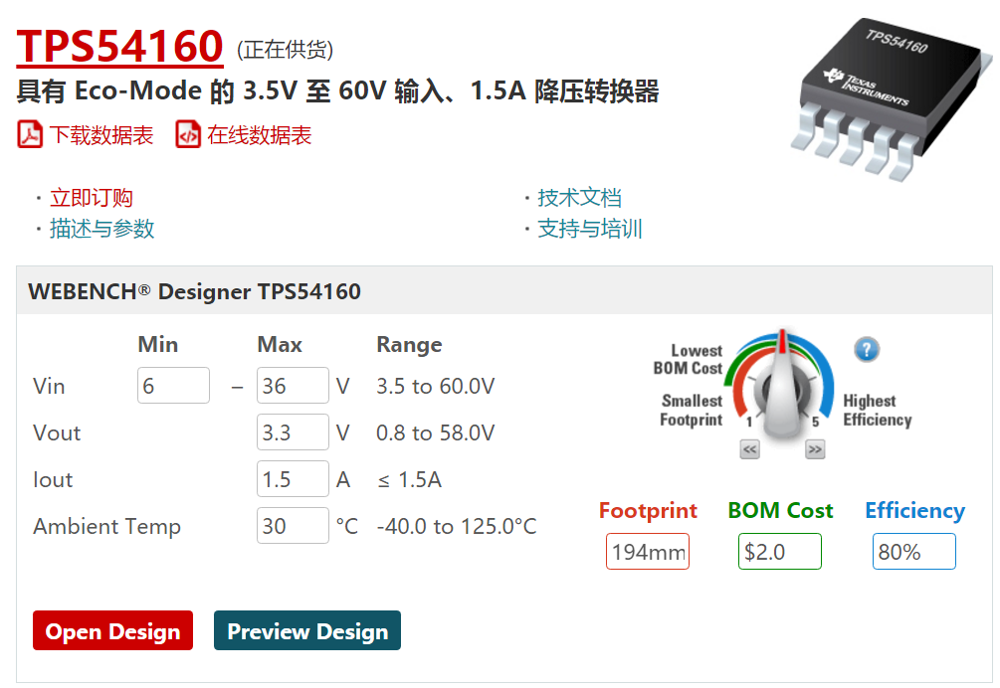 TPS54160 (正在供货)
具有 Eco-Mode 的 3.5V 至 60V 输入、1.5A 降压转换器
下载数据表 </> 在线数据表
TPS54160
TEXAS
INSTRUMENTS
· 立即订购 · 技术文档
· 描述与参数 · 支持与培训
WEBENCH® Designer TPS54160
Min Max Range
Vin 6 – 36 V 3.5 to 60.0V
Vout 3.3 V 0.8 to 58.0V
Iout 1.5 A ≤ 1.5A
Ambient Temp 30 °C -40.0 to 125.0°C
Lowest
BOM Cost
Smallest
Footprint
1 5
Highest
Efficiency
?
<< >>
Footprint BOM Cost Efficiency
194mm $2.0 80%
Open Design Preview Design